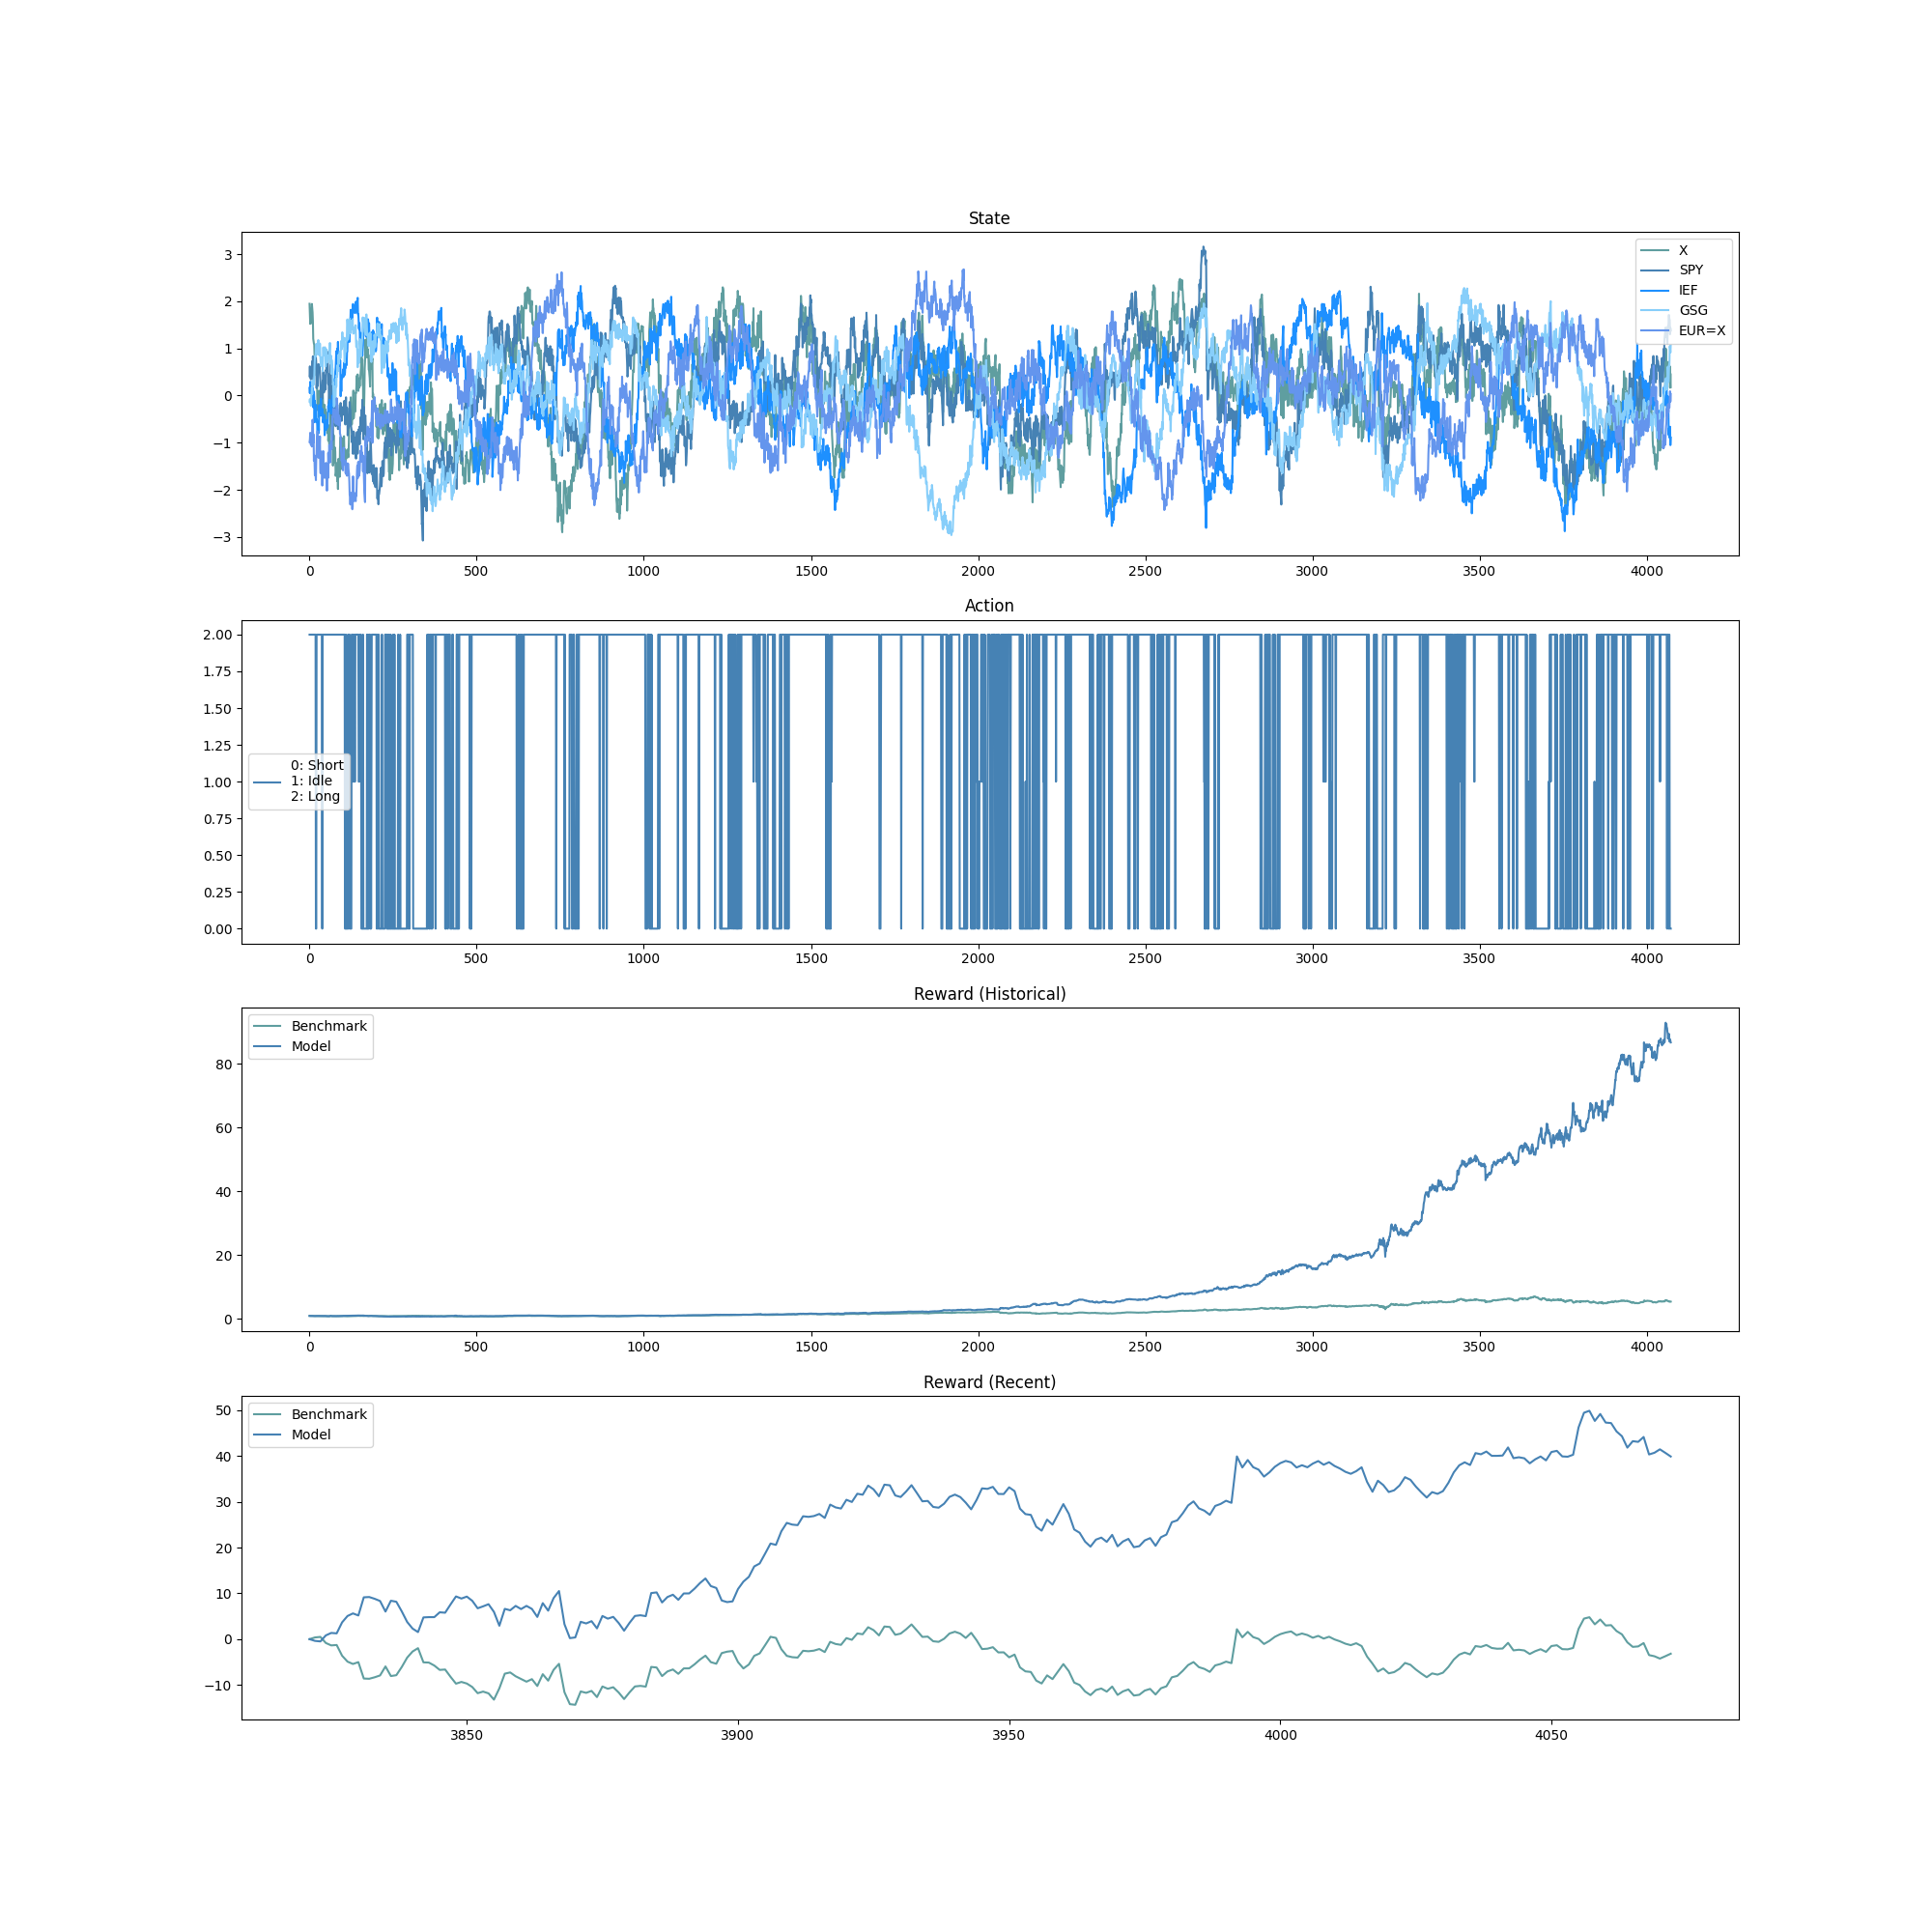 State
3
2
1
0
−1
−2
−3
X
SPY
IEF
GSG
EUR=X
0 500 1000 1500 2000 2500 3000 3500 4000
Action
2.00
1.75
1.50
1.25
1.00
0.75
0.50
0.25
0.00
0: Short
1: Idle
2: Long
0 500 1000 1500 2000 2500 3000 3500 4000
Reward (Historical)
80
60
40
20
0
Benchmark
Model
0 500 1000 1500 2000 2500 3000 3500 4000
Reward (Recent)
50
40
30
20
10
0
−10
Benchmark
Model
3850 3900 3950 4000 4050